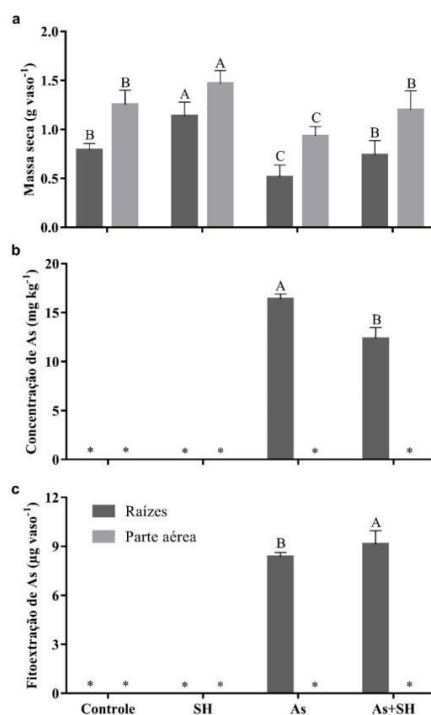 a
Massa seca (g vaso⁻¹)
2.0
1.5
1.0
0.5
0.0
B B A A C C B B
b
Concentração de As (mg kg⁻¹)
20
15
10
5
0
A B
* * * * * *
c
Fitoextração de As (µg vaso⁻¹)
12
9
6
3
0
Raízes
Parte aérea
B A
* * * * * *
Controle SH As As+SH